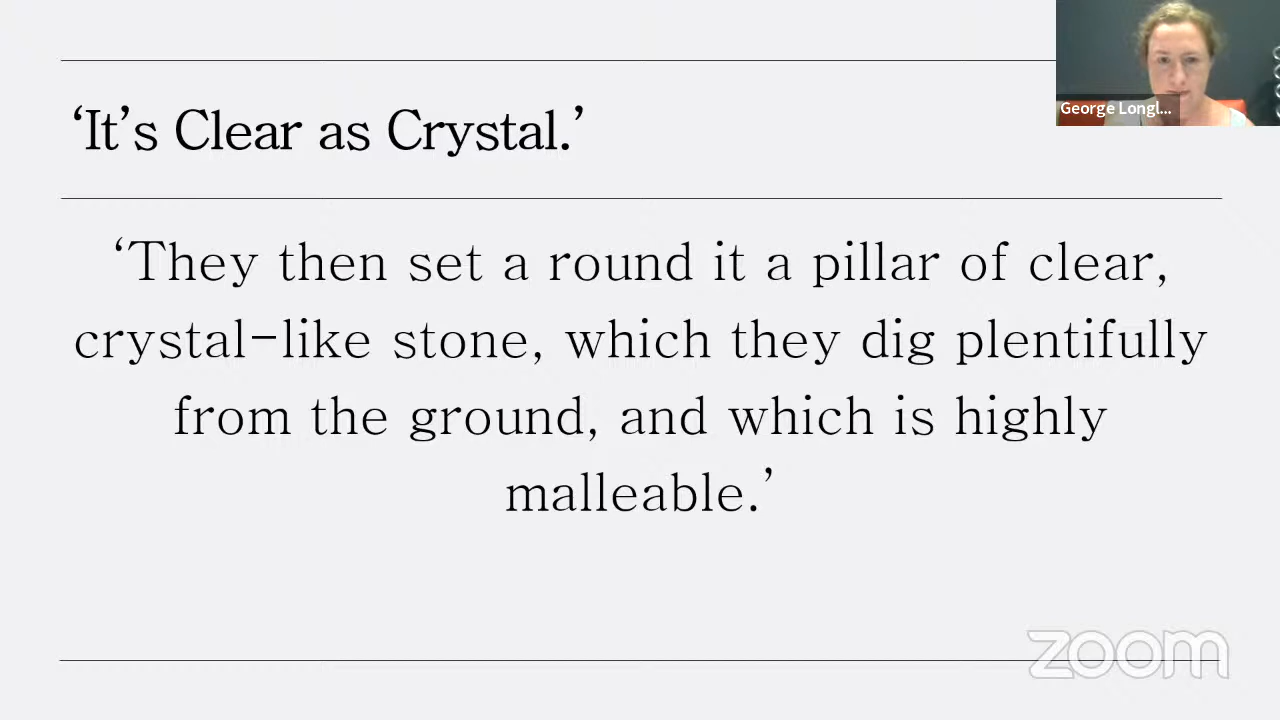 ‘It’s Clear as Crystal.’
George Longl...
‘They then set a round it a pillar of clear,
crystal-like stone, which they dig plentifully
from the ground, and which is highly
malleable.’
zoom